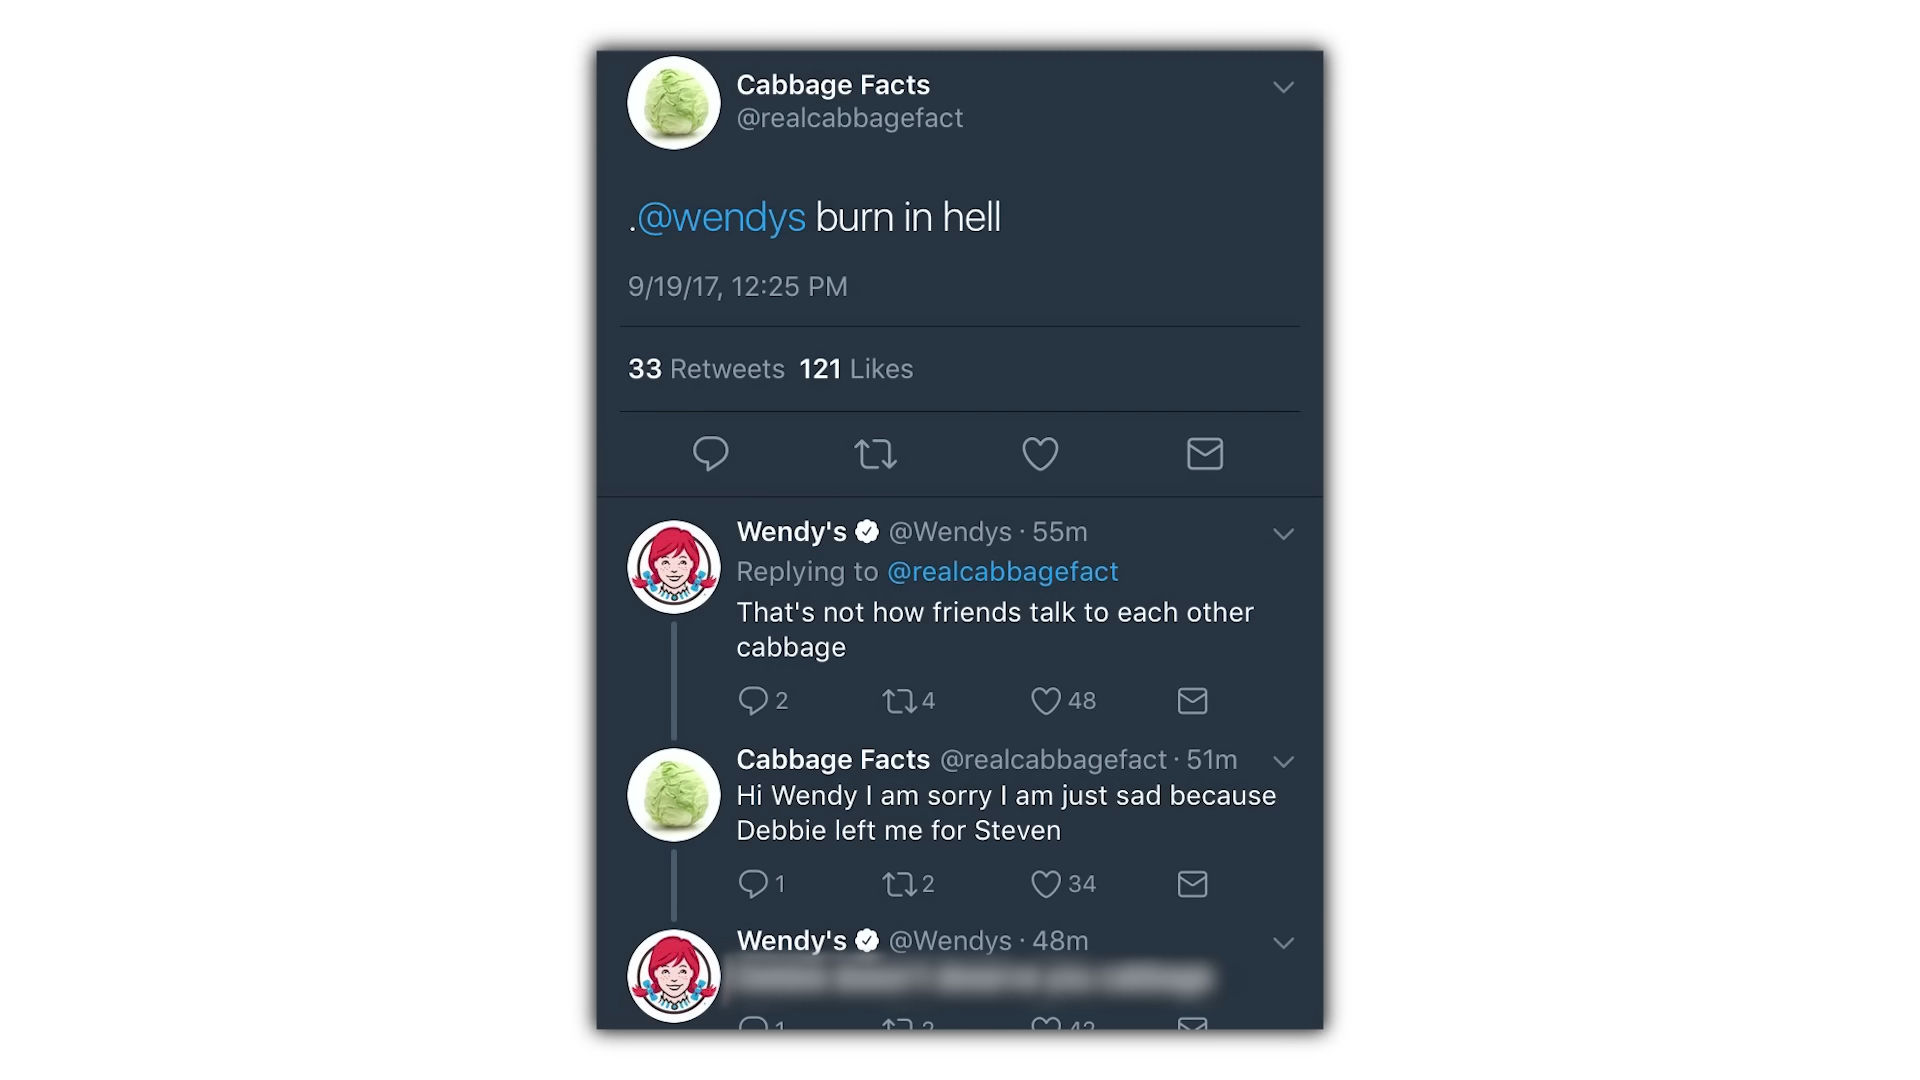 Cabbage Facts
@realcabbagefact
.@wendys burn in hell
9/19/17, 12:25 PM
33 Retweets 121 Likes
Wendy's @Wendys · 55m
Replying to @realcabbagefact
That's not how friends talk to each other
cabbage
2 4 48
Cabbage Facts @realcabbagefact · 51m
Hi Wendy I am sorry I am just sad because
Debbie left me for Steven
1 2 34
Wendy's @Wendys · 48m